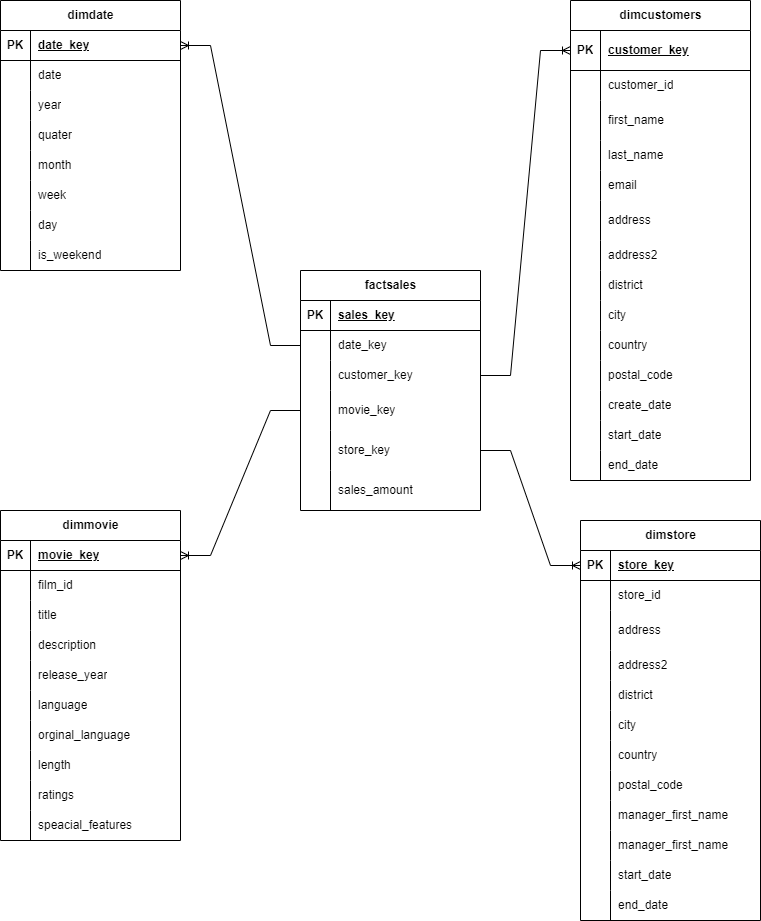 dimdate
PK date_key
date
year
quater
month
week
day
is_weekend
dimcustomers
PK customer_key
customer_id
first_name
last_name
email
address
address2
district
city
country
postal_code
create_date
start_date
end_date
factsales
PK sales_key
date_key
customer_key
movie_key
store_key
sales_amount
dimmovie
PK movie_key
film_id
title
description
release_year
language
orginal_language
length
ratings
speacial_features
dimstore
PK store_key
store_id
address
address2
district
city
country
postal_code
manager_first_name
manager_first_name
start_date
end_date